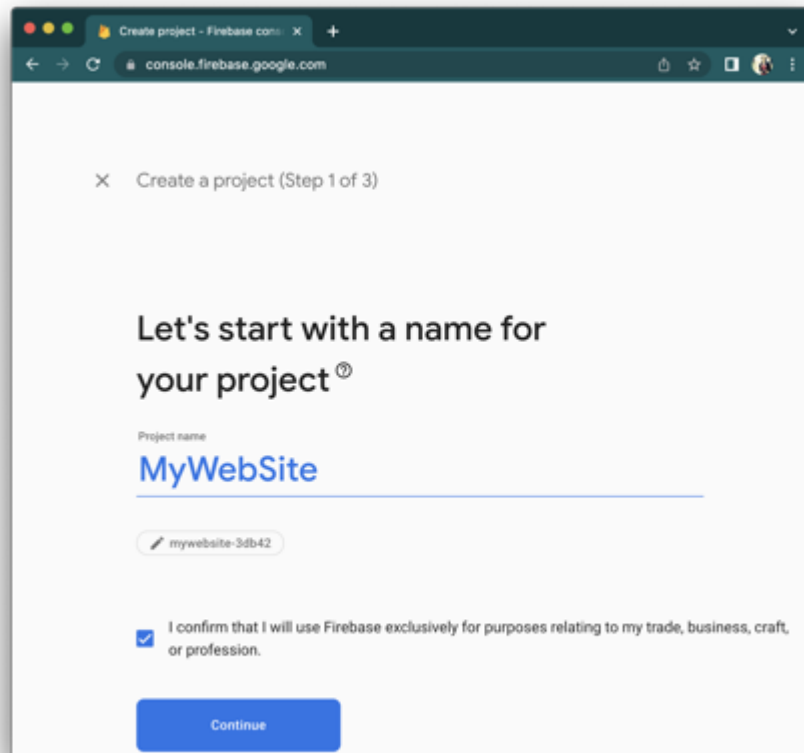 Create project - Firebase cons
console.firebase.google.com
Create a project (Step 1 of 3)
Let's start with a name for
your project
Project name
MyWebSite
mywebsite-3db42
I confirm that I will use Firebase exclusively for purposes relating to my trade, business, craft,
or profession.
Continue